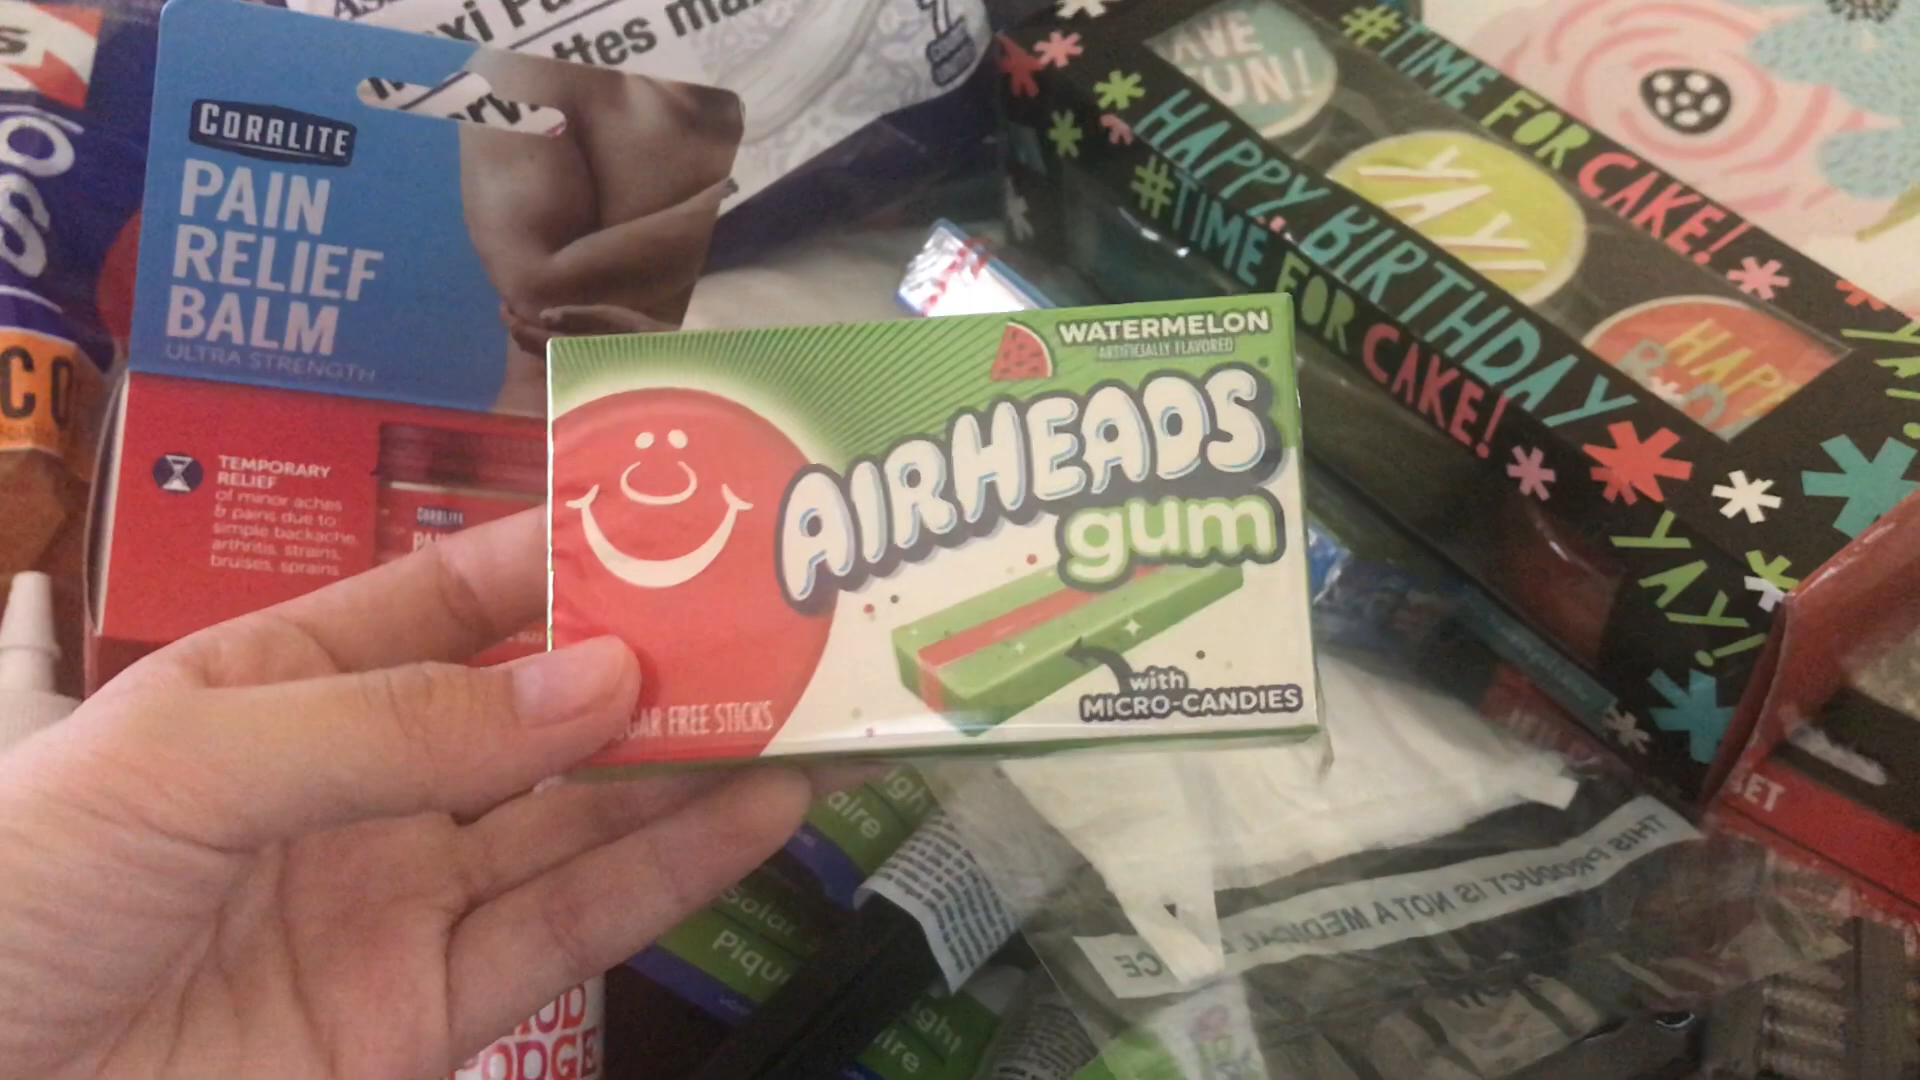 CORALITE
PAIN
RELIEF
BALM
ULTRA STRENGTH
TEMPORARY
RELIEF
of minor aches
& pains due to
simple backache,
arthritis, strains,
bruises, sprains
CORALITE
WATERMELON
ARTIFICIALLY FLAVORED
AIRHEADS
gum
with
MICRO-CANDIES
FREE STICKS
#TIME FOR CAKE!
YAY!
HAPPY BIRTHDAY
#TIME FOR CAKE!
YAY!
THIS PRODUCT IS NOT A MEDICAL
Solar